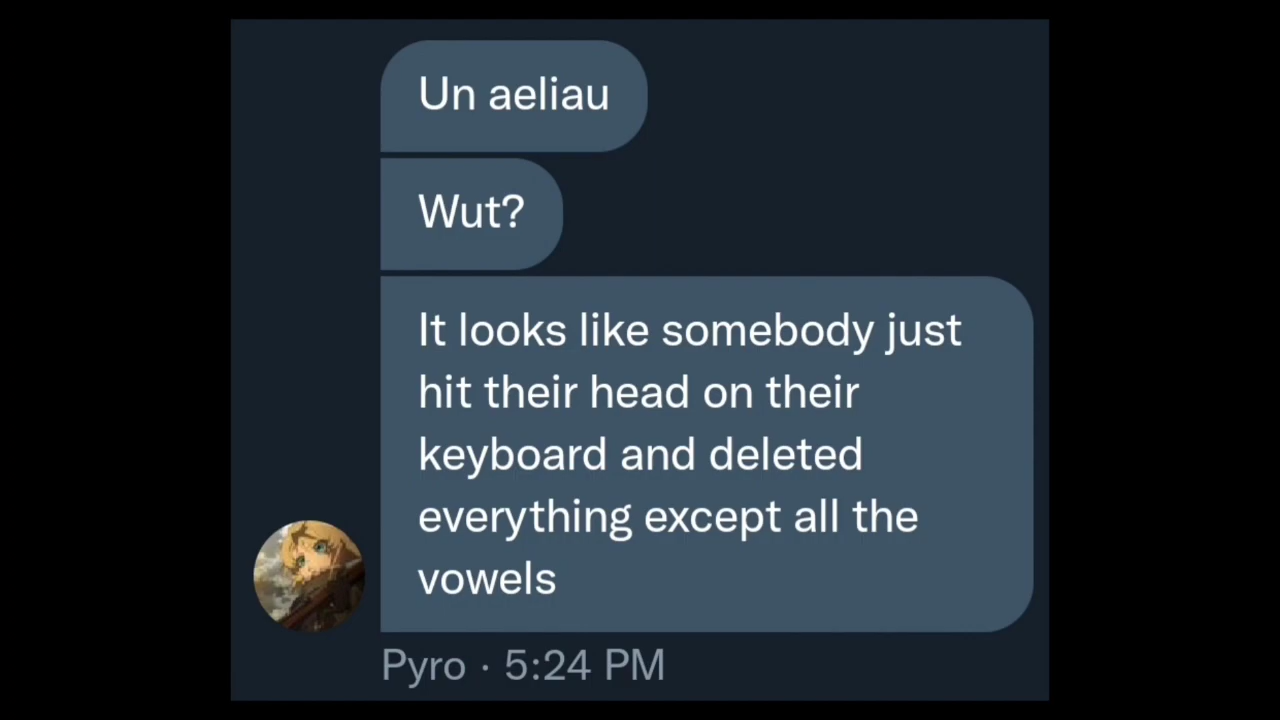 Un aeliau
Wut?
It looks like somebody just
hit their head on their
keyboard and deleted
everything except all the
vowels
Pyro · 5:24 PM